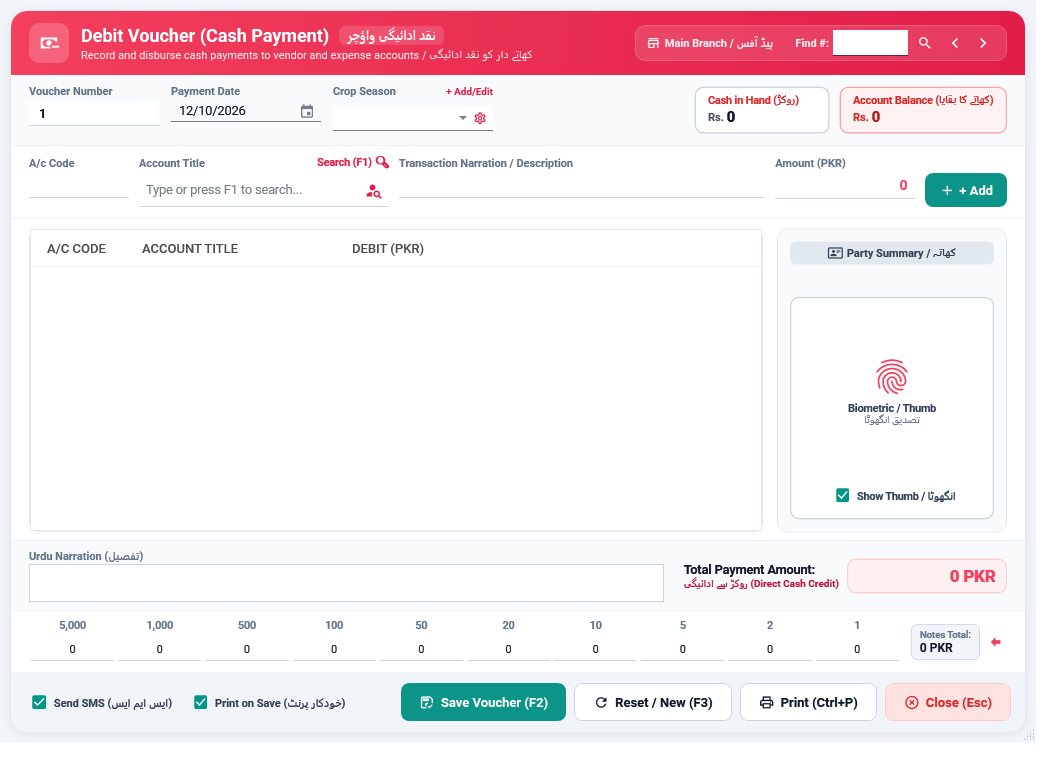 Debit Voucher (Cash Payment) نقد ادائیگی واؤچر
Record and disburse cash payments to vendor and expense accounts / کھاتے دار کو نقد ادائیگی
Main Branch / ہیڈ آفس
Find #:
Voucher Number
1
Payment Date
12/10/2026
Crop Season
+ Add/Edit
Cash in Hand (روکڑ)
Rs. 0
Account Balance (کھاتے کا بقایا)
Rs. 0
A/c Code
Account Title
Search (F1)
Type or press F1 to search...
Transaction Narration / Description
Amount (PKR)
0
+ Add
A/C CODE ACCOUNT TITLE DEBIT (PKR)
Party Summary / کھاتہ
Biometric / Thumb
تصدیق انگھوٹا
Show Thumb / انگھوٹا
Urdu Narration (تفصیل)
Total Payment Amount:
روکڑ سے ادائیگی (Direct Cash Credit)
0 PKR
5,000 1,000 500 100 50 20 10 5 2 1
0 0 0 0 0 0 0 0 0 0
Notes Total:
0 PKR
Send SMS (ایس ایم ایس)
Print on Save (خودکار پرنٹ)
Save Voucher (F2)
Reset / New (F3)
Print (Ctrl+P)
Close (Esc)